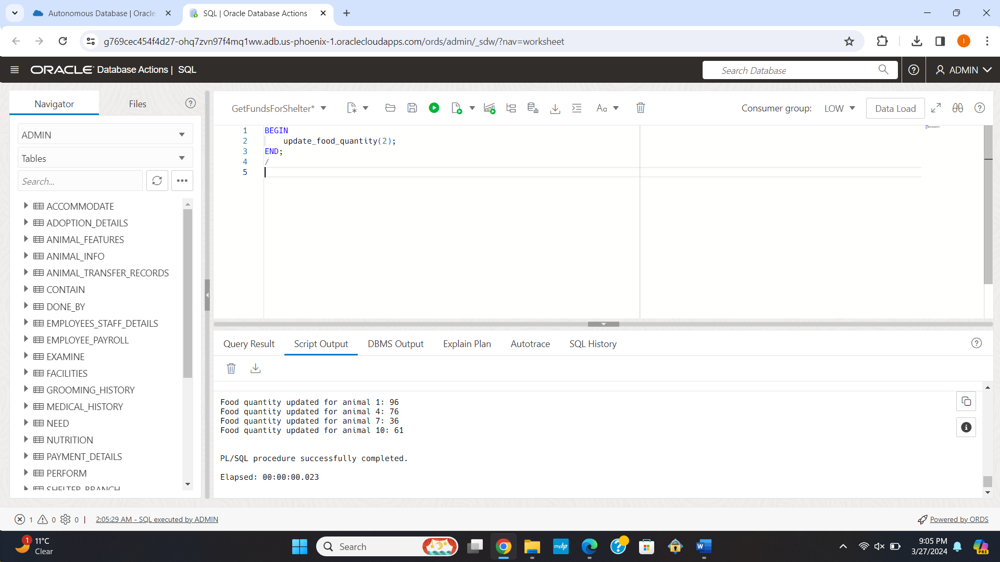 Autonomous Database | Oracle
SQL | Oracle Database Actions
g769cec454f4d27-ohq7zvn97f4mq1ww.adb.us-phoenix-1.oraclecloudapps.com/ords/admin/_sdw/?nav=worksheet
I
ORACLE Database Actions | SQL
Search Database
ADMIN
Navigator
Files
ADMIN
Tables
Search...
ACCOMMODATE
ADOPTION_DETAILS
ANIMAL_FEATURES
ANIMAL_INFO
ANIMAL_TRANSFER_RECORDS
CONTAIN
DONE_BY
EMPLOYEES_STAFF_DETAILS
EMPLOYEE_PAYROLL
EXAMINE
FACILITIES
GROOMING_HISTORY
MEDICAL_HISTORY
NEED
NUTRITION
PAYMENT_DETAILS
PERFORM
SHELTER_BRANCH
GetFundsForShelter*
Aa
Consumer group: LOW
Data Load
1 BEGIN
2 update_food_quantity(2);
3 END;
4 /
5
Query Result
Script Output
DBMS Output
Explain Plan
Autotrace
SQL History
Food quantity updated for animal 1: 96
Food quantity updated for animal 4: 76
Food quantity updated for animal 7: 36
Food quantity updated for animal 10: 61
PL/SQL procedure successfully completed.
Elapsed: 00:00:00.023
1 0 0 | 2:05:29 AM - SQL executed by ADMIN
Powered by ORDS
1
11°C
Clear
Search
myhp
W
9:05 PM
3/27/2024
PRE